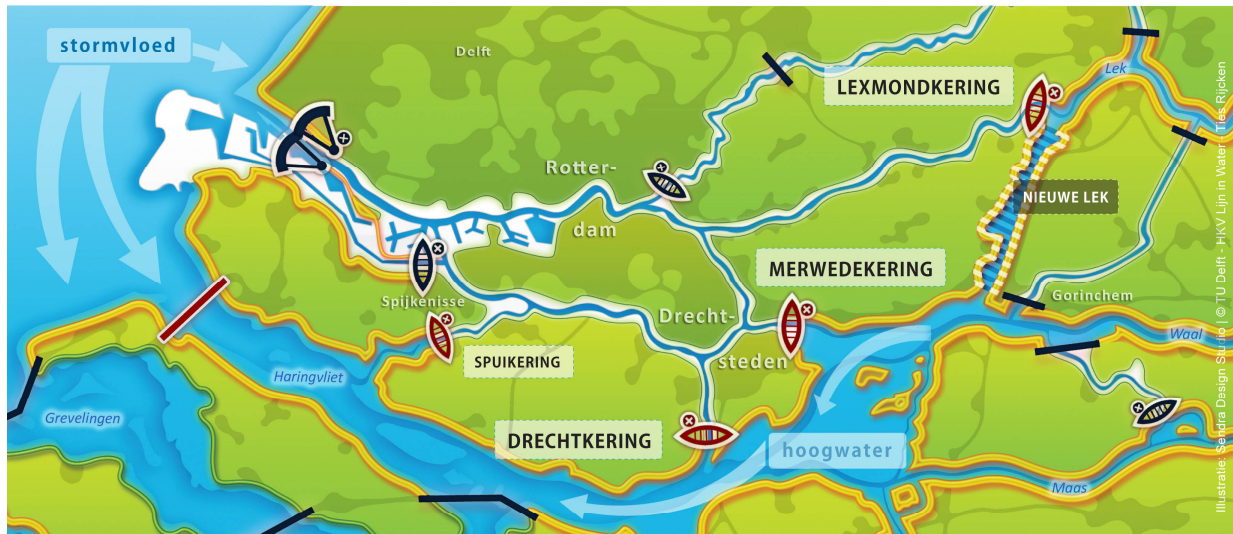 stormvloed
Delft
LEXMONDKERING
Lek
Rotter-
dam
NIEUWE LEK
MERWEDEKERING
Spijkenisse
Gorinchem
Drecht-
steden
Waal
SPUIKERING
Haringvliet
Grevelingen
DRECHTKERING
hoogwater
Maas
Illustratie: Sendra Design Studio | © TU Delft - HKV Lijn in Water | Ties Rijcken